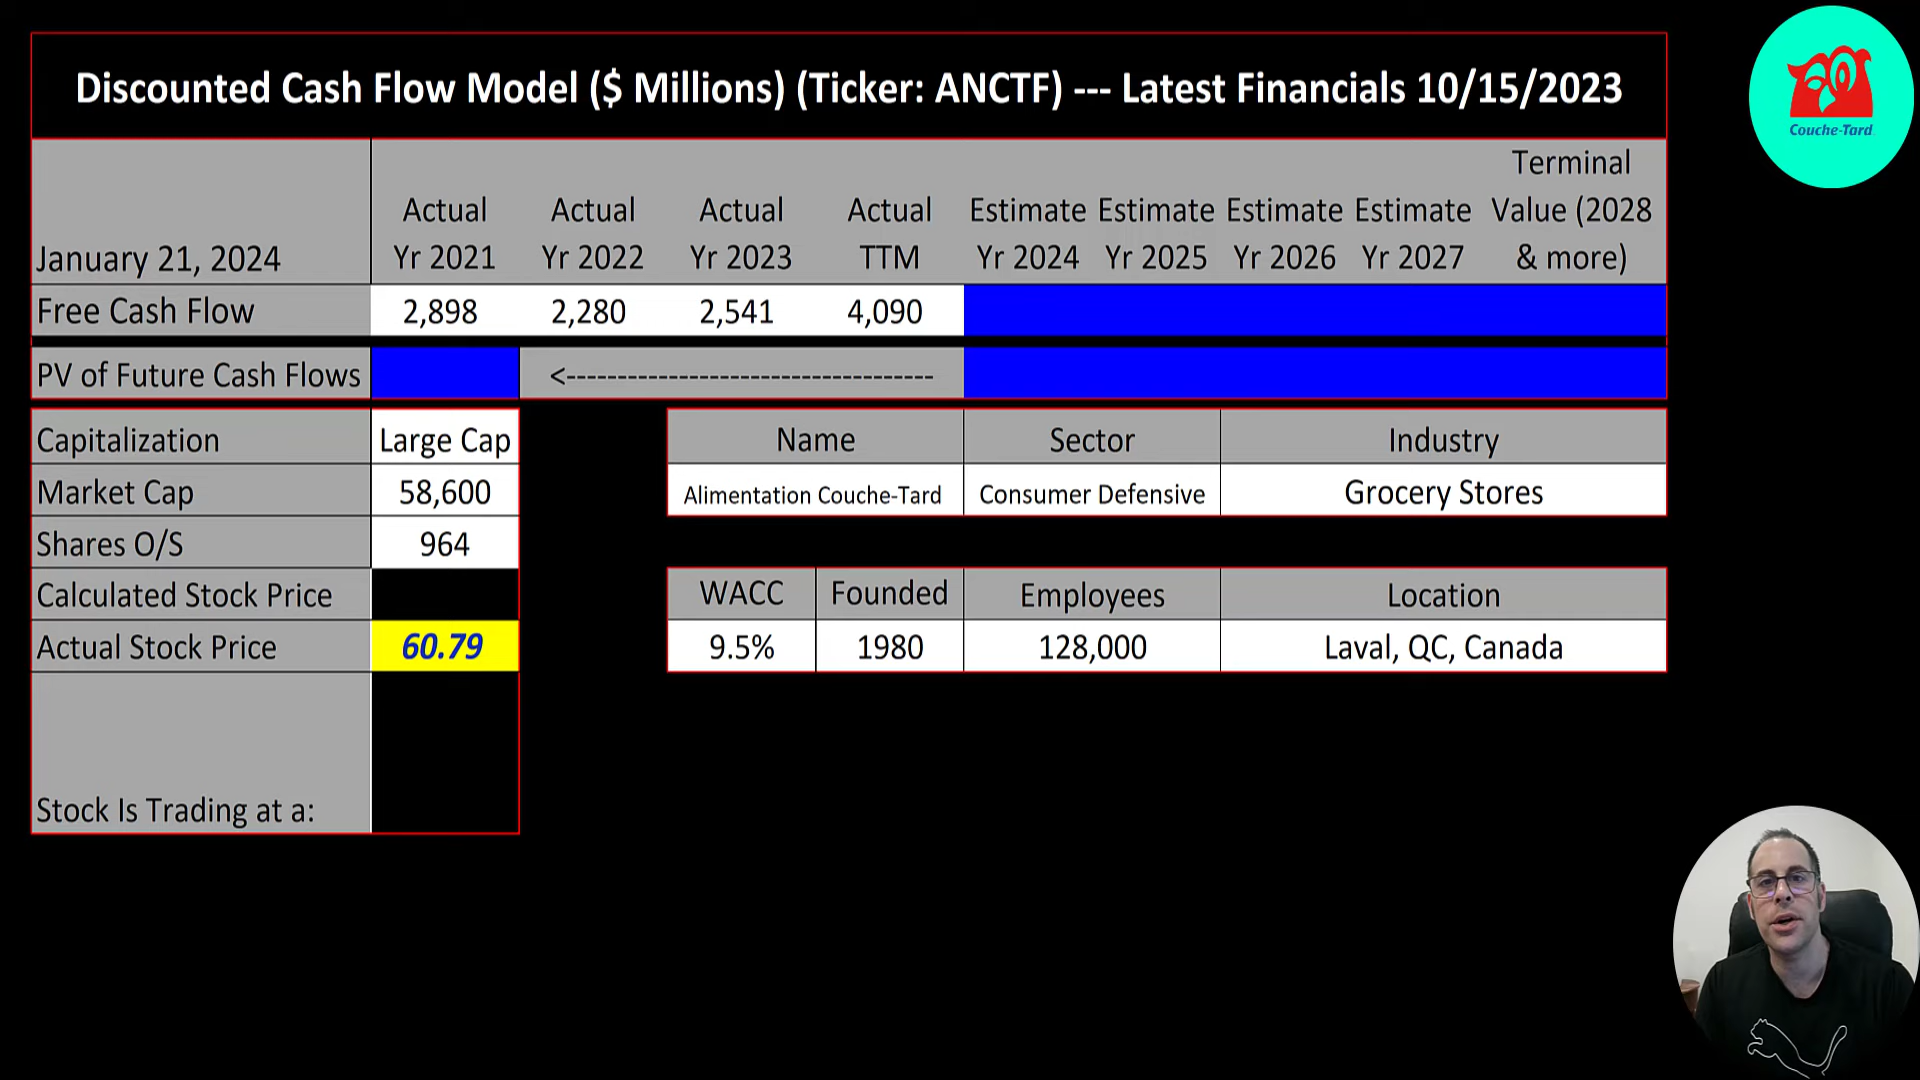 Discounted Cash Flow Model ($ Millions) (Ticker: ANCTF) --- Latest Financials 10/15/2023
Couche-Tard
January 21, 2024
Actual Yr 2021
Actual Yr 2022
Actual Yr 2023
Actual TTM
Estimate Yr 2024
Estimate Yr 2025
Estimate Yr 2026
Estimate Yr 2027
Terminal Value (2028 & more)
Free Cash Flow 2,898 2,280 2,541 4,090
PV of Future Cash Flows <------------------------------------
Capitalization Large Cap
Market Cap 58,600
Shares O/S 964
Calculated Stock Price
Actual Stock Price 60.79
Stock Is Trading at a:
Name Sector Industry
Alimentation Couche-Tard Consumer Defensive Grocery Stores
WACC Founded Employees Location
9.5% 1980 128,000 Laval, QC, Canada